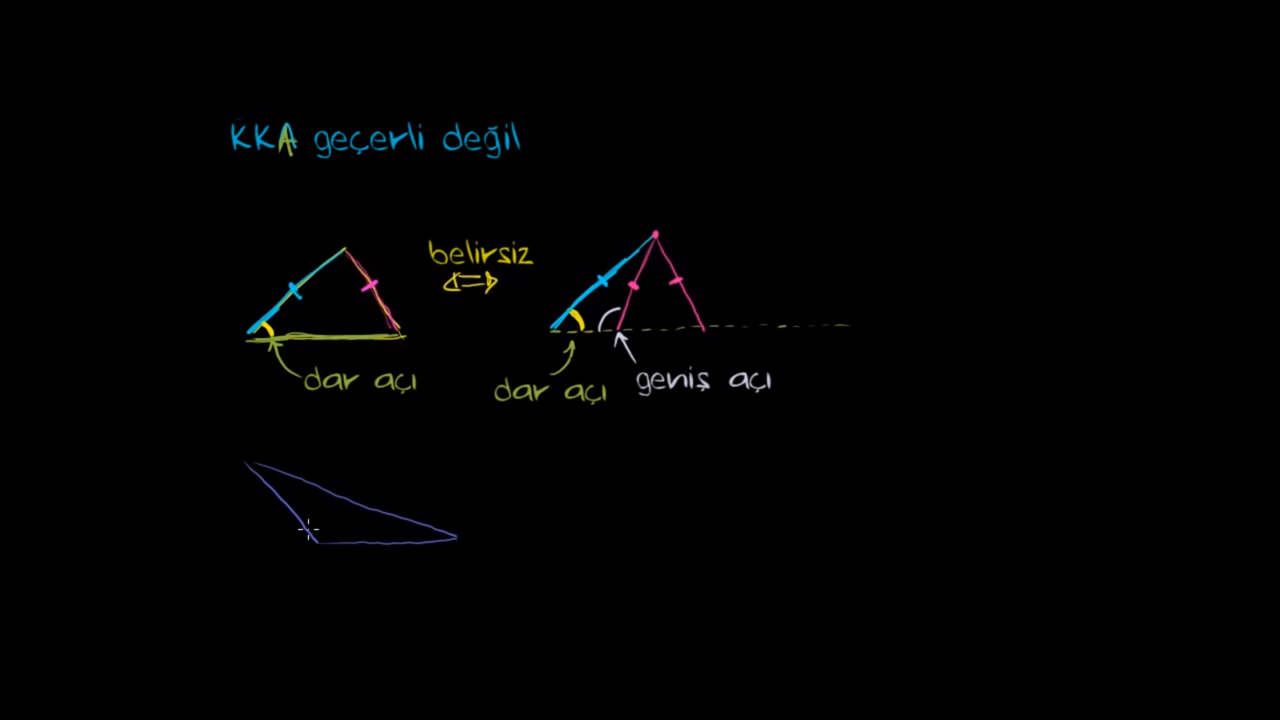 KKA geçerli değil
belirsiz
dar açı
dar açı
geniş açı